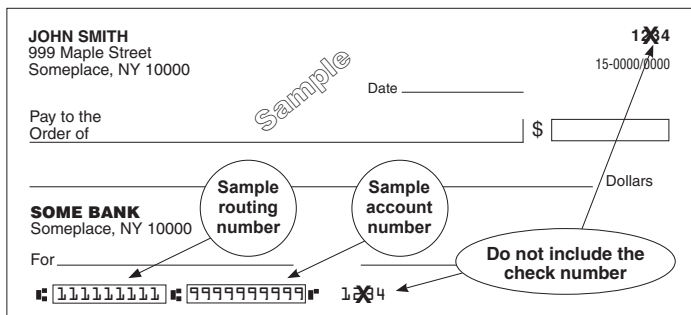 JOHN SMITH
999 Maple Street
Someplace, NY 10000
1234
15-0000/0000
Sample
Date
Pay to the
Order of
$
Dollars
SOME BANK
Someplace, NY 10000
Sample
routing
number
Sample
account
number
Do not include the
check number
For
⑆111111111⑆ 9999999999⑈ 1234